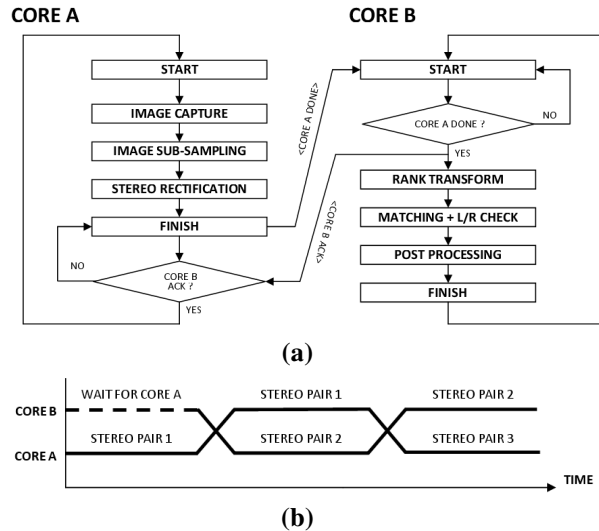 CORE A
CORE B
START
START
IMAGE CAPTURE
<CORE A DONE>
CORE A DONE ?
NO
IMAGE SUB-SAMPLING
YES
STEREO RECTIFICATION
RANK TRANSFORM
FINISH
<CORE B ACK>
MATCHING + L/R CHECK
NO
CORE B
ACK ?
POST PROCESSING
YES
FINISH
(a)
WAIT FOR CORE A
STEREO PAIR 1
STEREO PAIR 2
CORE B
STEREO PAIR 1
STEREO PAIR 2
STEREO PAIR 3
CORE A
TIME
(b)